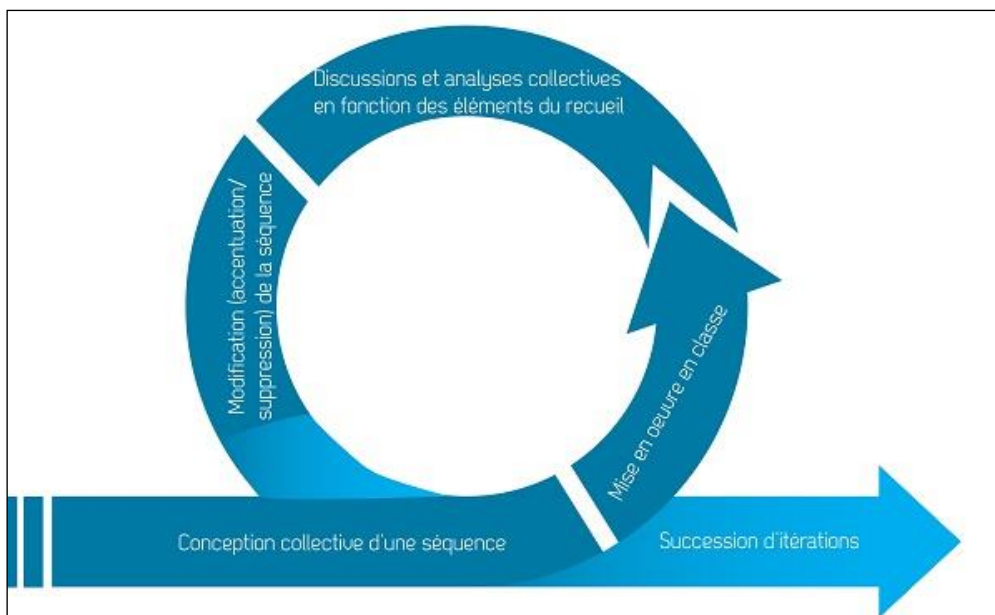 Discussions et analyses collectives
en fonction des éléments du recueil
Modification (accentuation/
suppression) de la séquence
Mise en oeuvre en classe
Conception collective d'une séquence
Succession d'itérations